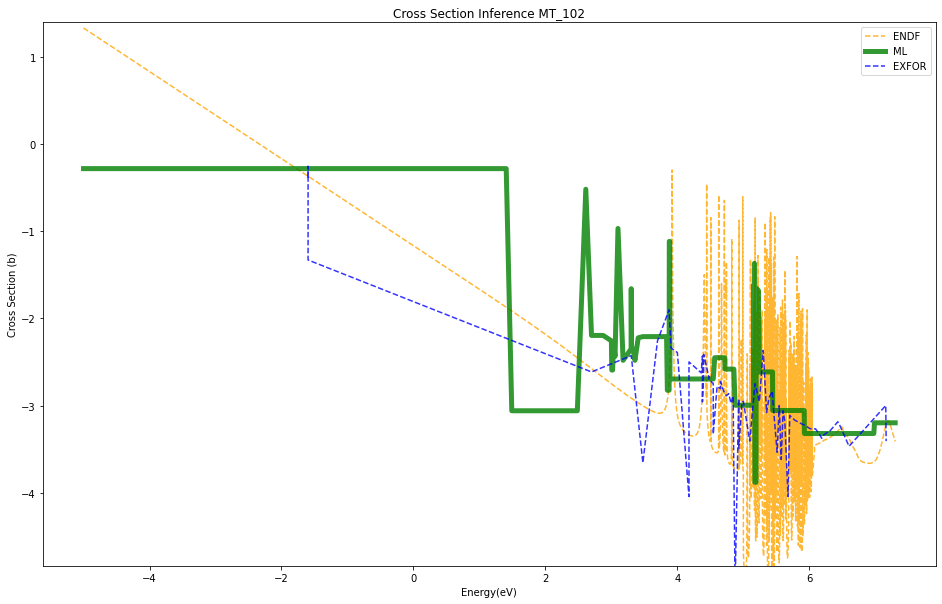 Cross Section Inference MT_102
ENDF
ML
EXFOR
Cross Section (b)
1
0
−1
−2
−3
−4
−4
−2
0
2
4
6
Energy(eV)